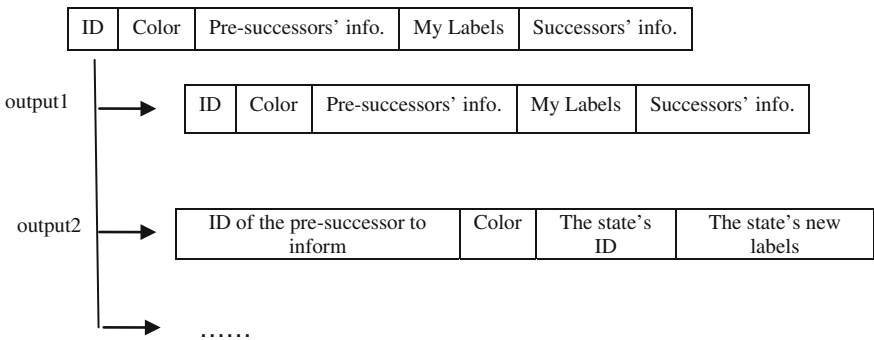 ID Color Pre-successors' info. My Labels Successors' info.
output1
ID Color Pre-successors' info. My Labels Successors' info.
output2
ID of the pre-successor to inform
Color
The state's ID
The state's new labels
......